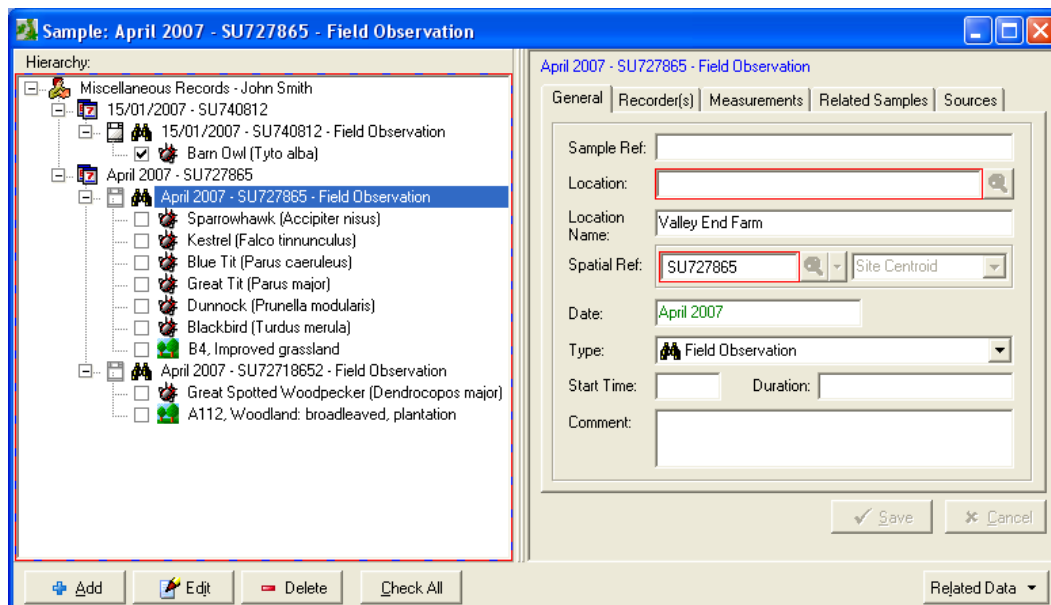 Sample: April 2007 - SU727865 - Field Observation
Hierarchy:
Miscellaneous Records - John Smith
15/01/2007 - SU740812
15/01/2007 - SU740812 - Field Observation
Barn Owl (Tyto alba)
April 2007 - SU727865
April 2007 - SU727865 - Field Observation
Sparrowhawk (Accipiter nisus)
Kestrel (Falco tinnunculus)
Blue Tit (Parus caeruleus)
Great Tit (Parus major)
Dunnock (Prunella modularis)
Blackbird (Turdus merula)
B4, Improved grassland
April 2007 - SU72718652 - Field Observation
Great Spotted Woodpecker (Dendrocopos major)
A112, Woodland: broadleaved, plantation
April 2007 - SU727865 - Field Observation
General Recorder(s) Measurements Related Samples Sources
Sample Ref:
Location:
Location Name: Valley End Farm
Spatial Ref: SU727865 Site Centroid
Date: April 2007
Type: Field Observation
Start Time: Duration:
Comment:
Save Cancel
Add Edit Delete Check All Related Data